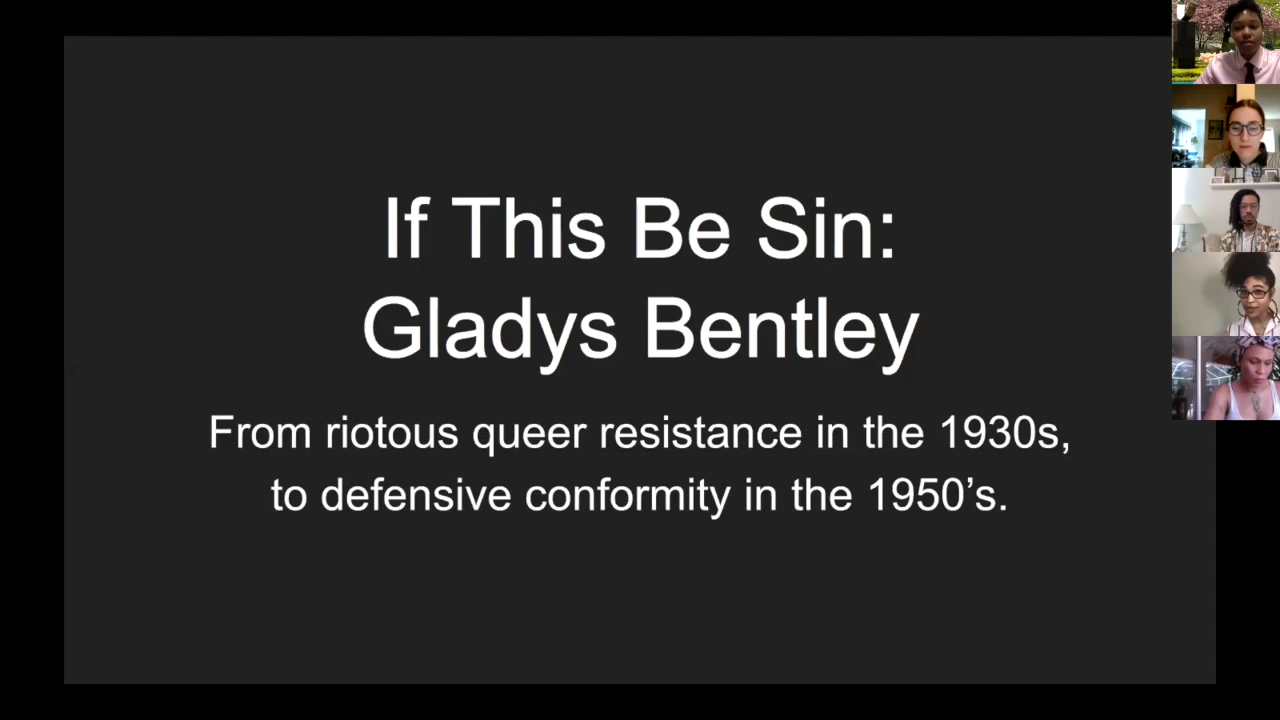 If This Be Sin:
Gladys Bentley
From riotous queer resistance in the 1930s,
to defensive conformity in the 1950’s.